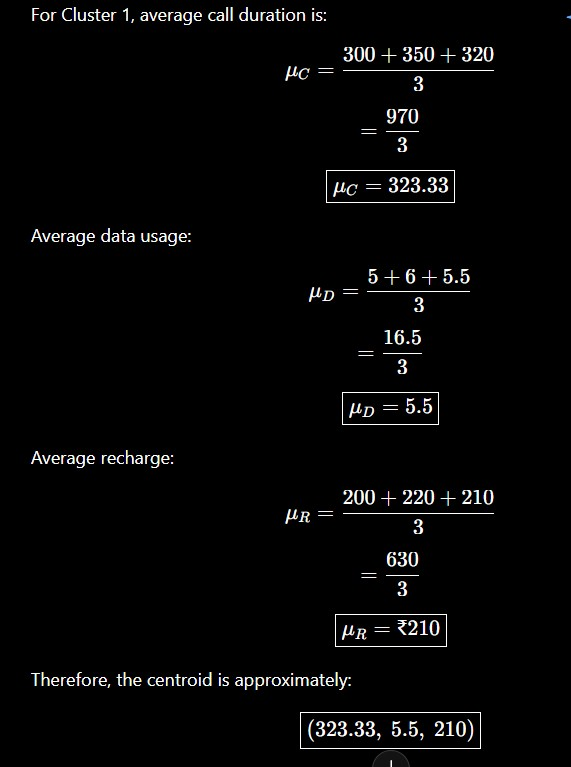 For Cluster 1, average call duration is:
μC = (300 + 350 + 320) / 3
= 970 / 3
μC = 323.33
Average data usage:
μD = (5 + 6 + 5.5) / 3
= 16.5 / 3
μD = 5.5
Average recharge:
μR = (200 + 220 + 210) / 3
= 630 / 3
μR = ₹210
Therefore, the centroid is approximately:
(323.33, 5.5, 210)